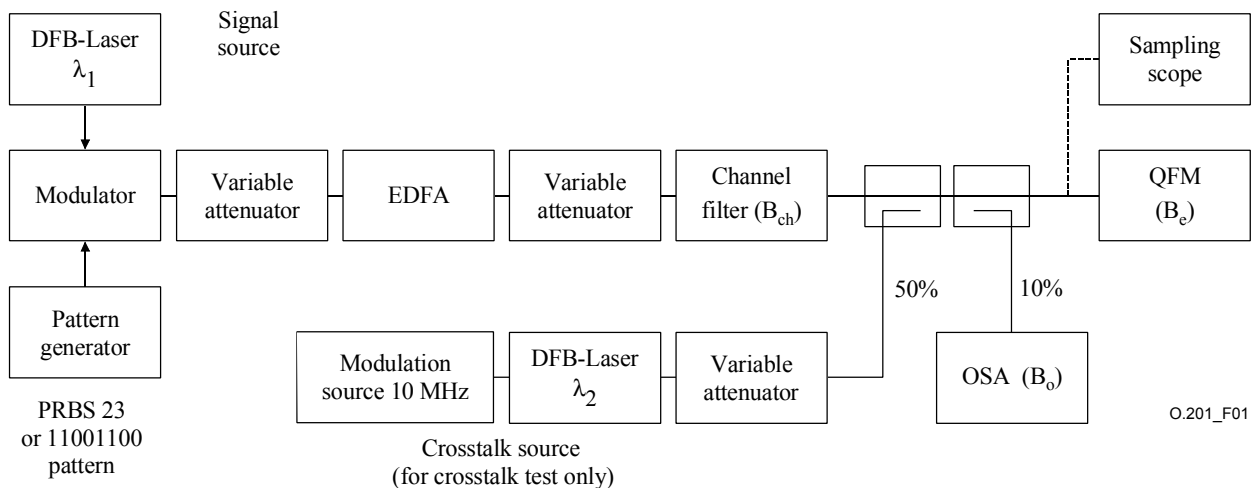 DFB-Laser
λ1
Signal
source
Sampling
scope
Modulator
Variable
attenuator
EDFA
Variable
attenuator
Channel
filter (Bch)
QFM
(Be)
50%
10%
Pattern
generator
Modulation
source 10 MHz
DFB-Laser
λ2
Variable
attenuator
OSA (Bo)
PRBS 23
or 11001100
pattern
Crosstalk source
(for crosstalk test only)
O.201_F01